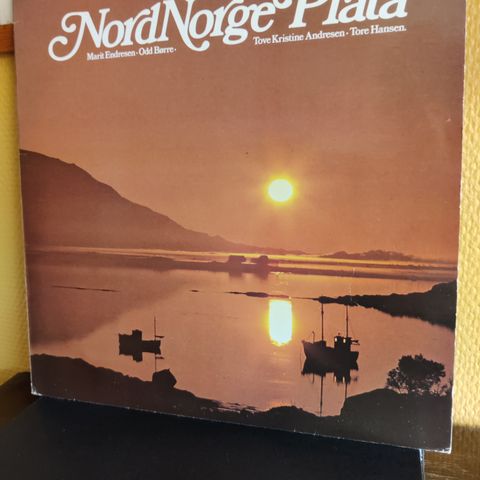 NordNorge Plata
Marit Endresen · Odd Børre ·
Tove Kristine Andresen · Tore Hansen.